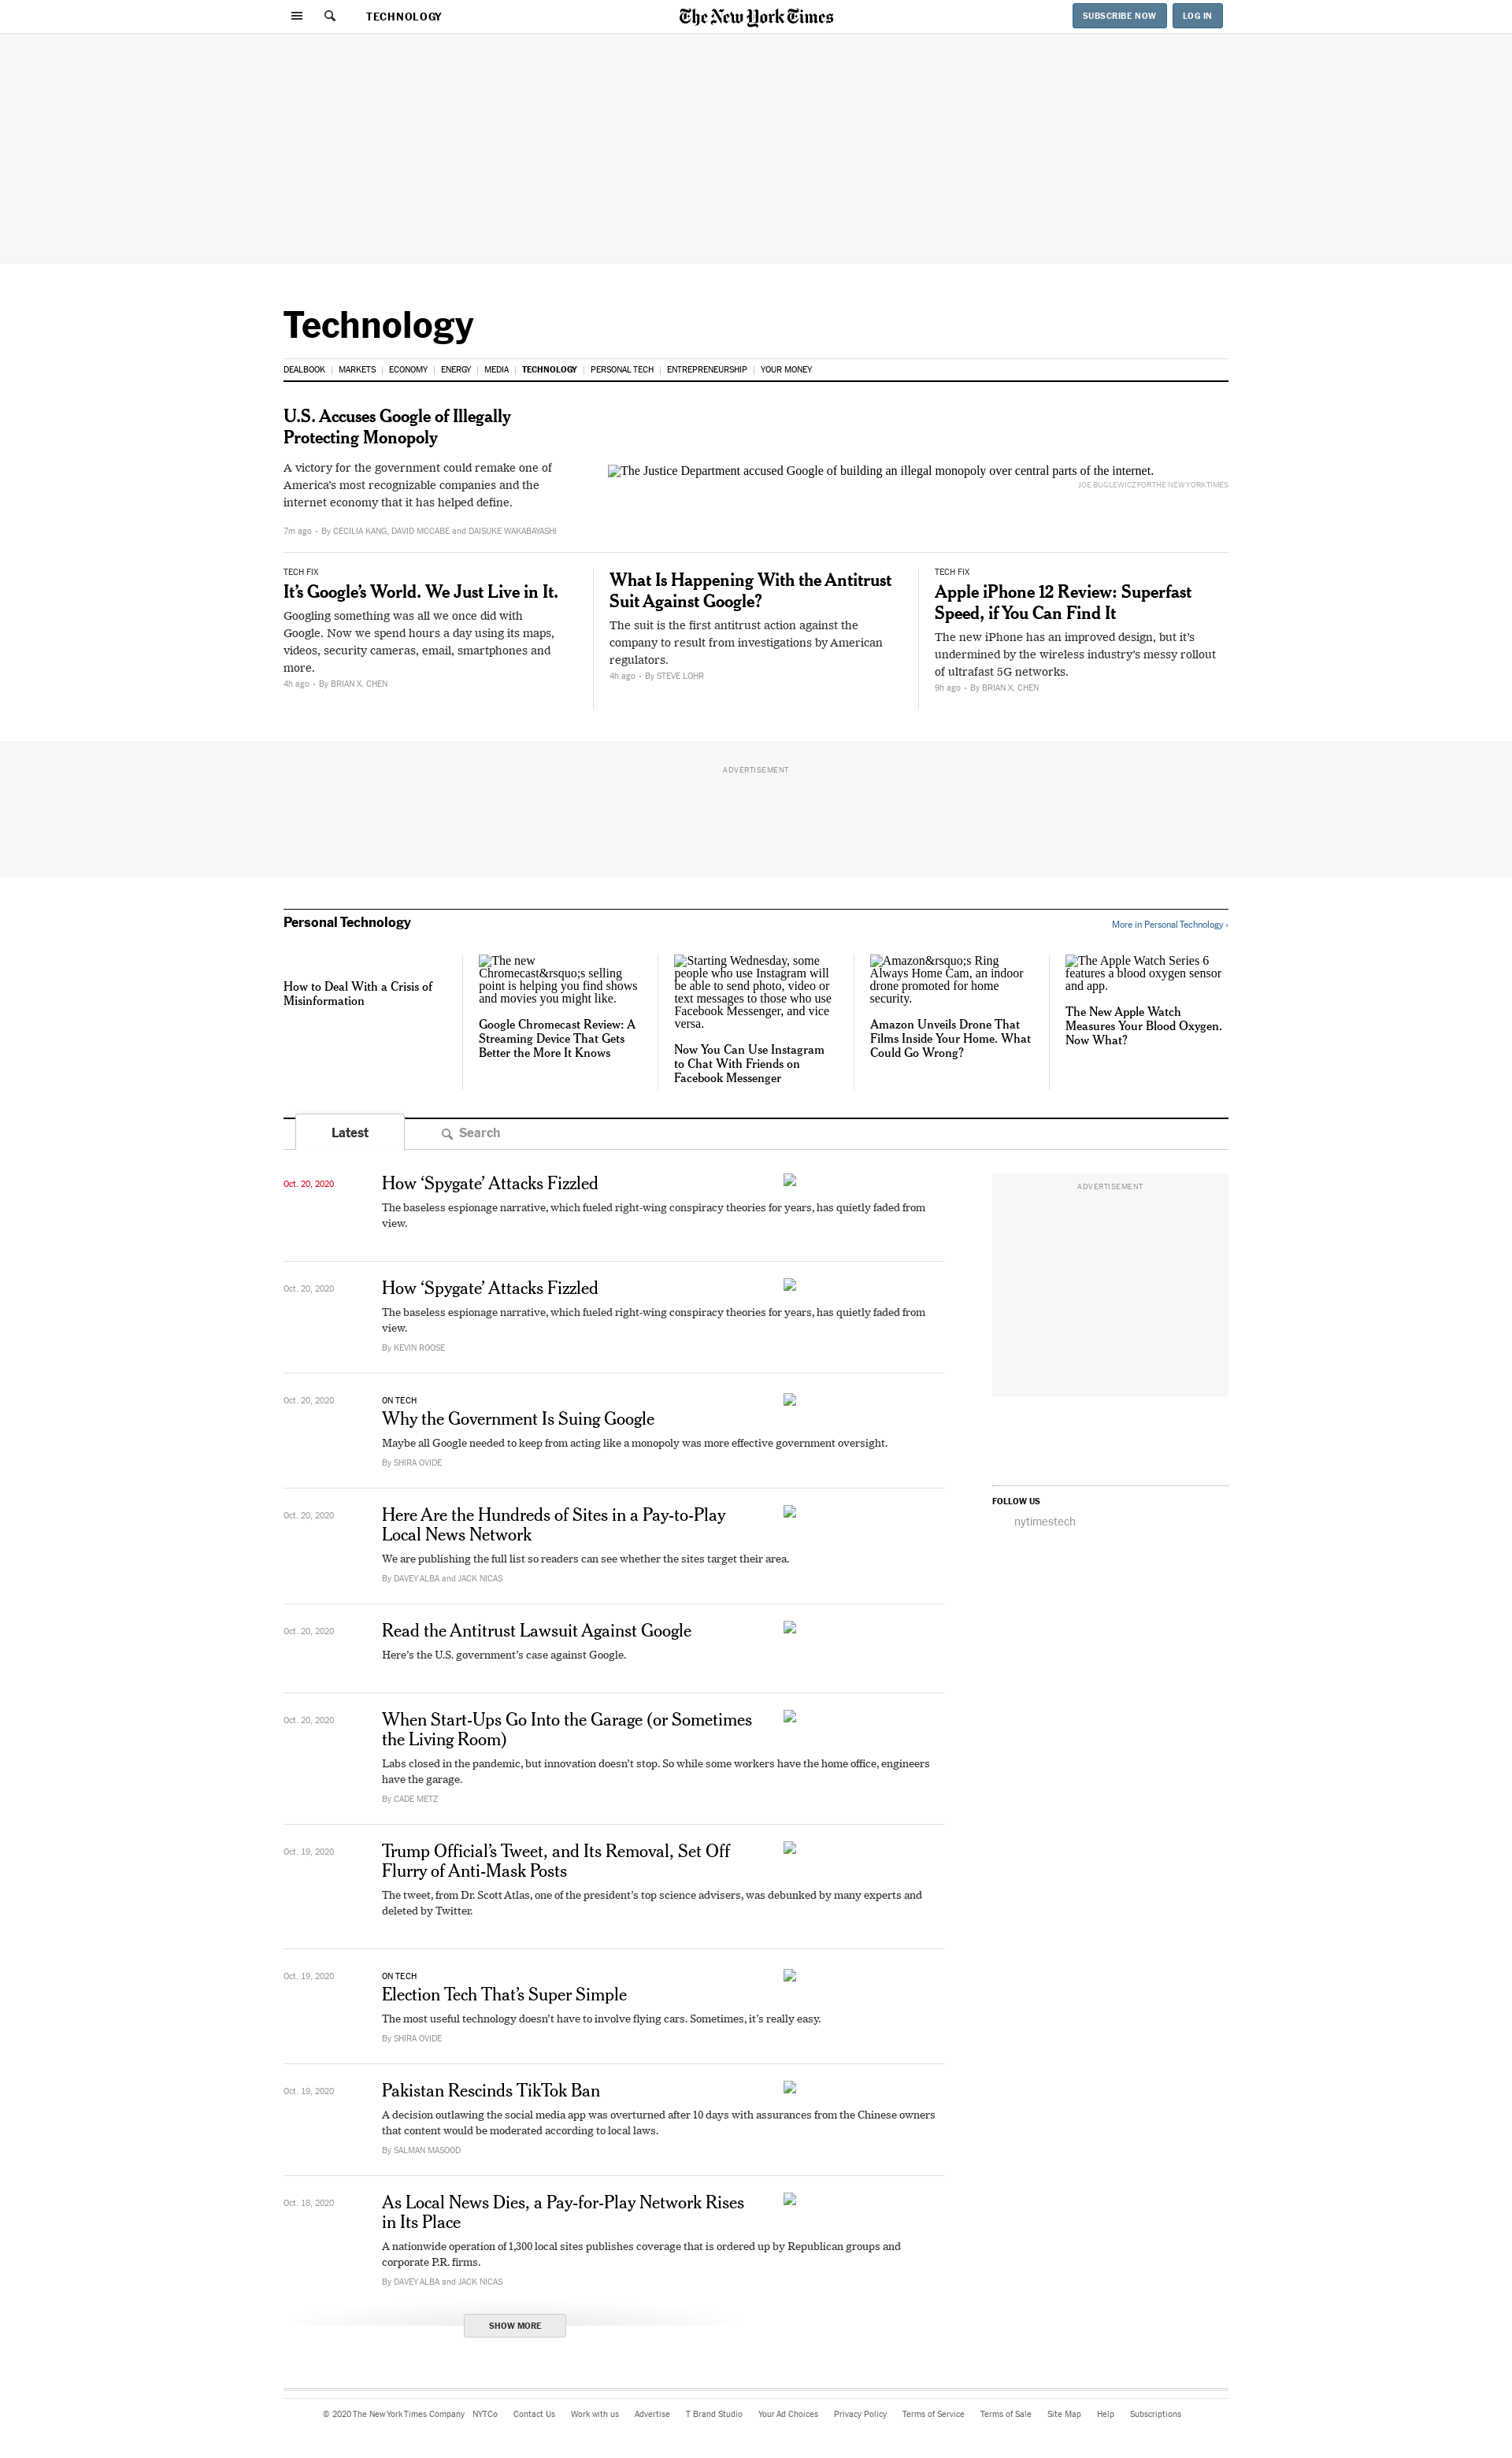 TECHNOLOGY
The New York Times
SUBSCRIBE NOW
LOG IN
Technology
DEALBOOK | MARKETS | ECONOMY | ENERGY | MEDIA | TECHNOLOGY | PERSONAL TECH | ENTREPRENEURSHIP | YOUR MONEY
U.S. Accuses Google of Illegally
Protecting Monopoly
A victory for the government could remake one of
America’s most recognizable companies and the
internet economy that it has helped define.
7m ago • By CECILIA KANG, DAVID MCCABE and DAISUKE WAKABAYASHI
The Justice Department accused Google of building an illegal monopoly over central parts of the internet.
JOE BUGLEWICZ FOR THE NEW YORK TIMES
TECH FIX
It’s Google’s World. We Just Live in It.
Googling something was all we once did with
Google. Now we spend hours a day using its maps,
videos, security cameras, email, smartphones and
more.
4h ago • By BRIAN X. CHEN
What Is Happening With the Antitrust
Suit Against Google?
The suit is the first antitrust action against the
company to result from investigations by American
regulators.
4h ago • By STEVE LOHR
TECH FIX
Apple iPhone 12 Review: Superfast
Speed, if You Can Find It
The new iPhone has an improved design, but it’s
undermined by the wireless industry’s messy rollout
of ultrafast 5G networks.
9h ago • By BRIAN X. CHEN
ADVERTISEMENT
Personal Technology
More in Personal Technology ›
How to Deal With a Crisis of
Misinformation
The new
Chromecast&rsquo;s selling
point is helping you find shows
and movies you might like.
Google Chromecast Review: A
Streaming Device That Gets
Better the More It Knows
Starting Wednesday, some
people who use Instagram will
be able to send photo, video or
text messages to those who use
Facebook Messenger, and vice
versa.
Now You Can Use Instagram
to Chat With Friends on
Facebook Messenger
Amazon&rsquo;s Ring
Always Home Cam, an indoor
drone promoted for home
security.
Amazon Unveils Drone That
Films Inside Your Home. What
Could Go Wrong?
The Apple Watch Series 6
features a blood oxygen sensor
and app.
The New Apple Watch
Measures Your Blood Oxygen.
Now What?
Latest
Search
Oct. 20, 2020
How ‘Spygate’ Attacks Fizzled
The baseless espionage narrative, which fueled right-wing conspiracy theories for years, has quietly faded from
view.
ADVERTISEMENT
Oct. 20, 2020
How ‘Spygate’ Attacks Fizzled
The baseless espionage narrative, which fueled right-wing conspiracy theories for years, has quietly faded from
view.
By KEVIN ROOSE
Oct. 20, 2020
ON TECH
Why the Government Is Suing Google
Maybe all Google needed to keep from acting like a monopoly was more effective government oversight.
By SHIRA OVIDE
FOLLOW US
nytimestech
Oct. 20, 2020
Here Are the Hundreds of Sites in a Pay-to-Play
Local News Network
We are publishing the full list so readers can see whether the sites target their area.
By DAVEY ALBA and JACK NICAS
Oct. 20, 2020
Read the Antitrust Lawsuit Against Google
Here’s the U.S. government’s case against Google.
Oct. 20, 2020
When Start-Ups Go Into the Garage (or Sometimes
the Living Room)
Labs closed in the pandemic, but innovation doesn’t stop. So while some workers have the home office, engineers
have the garage.
By CADE METZ
Oct. 19, 2020
Trump Official’s Tweet, and Its Removal, Set Off
Flurry of Anti-Mask Posts
The tweet, from Dr. Scott Atlas, one of the president’s top science advisers, was debunked by many experts and
deleted by Twitter.
Oct. 19, 2020
ON TECH
Election Tech That’s Super Simple
The most useful technology doesn’t have to involve flying cars. Sometimes, it’s really easy.
By SHIRA OVIDE
Oct. 19, 2020
Pakistan Rescinds TikTok Ban
A decision outlawing the social media app was overturned after 10 days with assurances from the Chinese owners
that content would be moderated according to local laws.
By SALMAN MASOOD
Oct. 18, 2020
As Local News Dies, a Pay-for-Play Network Rises
in Its Place
A nationwide operation of 1,300 local sites publishes coverage that is ordered up by Republican groups and
corporate P.R. firms.
By DAVEY ALBA and JACK NICAS
SHOW MORE
© 2020 The New York Times Company NYTCo Contact Us Work with us Advertise T Brand Studio Your Ad Choices Privacy Policy Terms of Service Terms of Sale Site Map Help Subscriptions